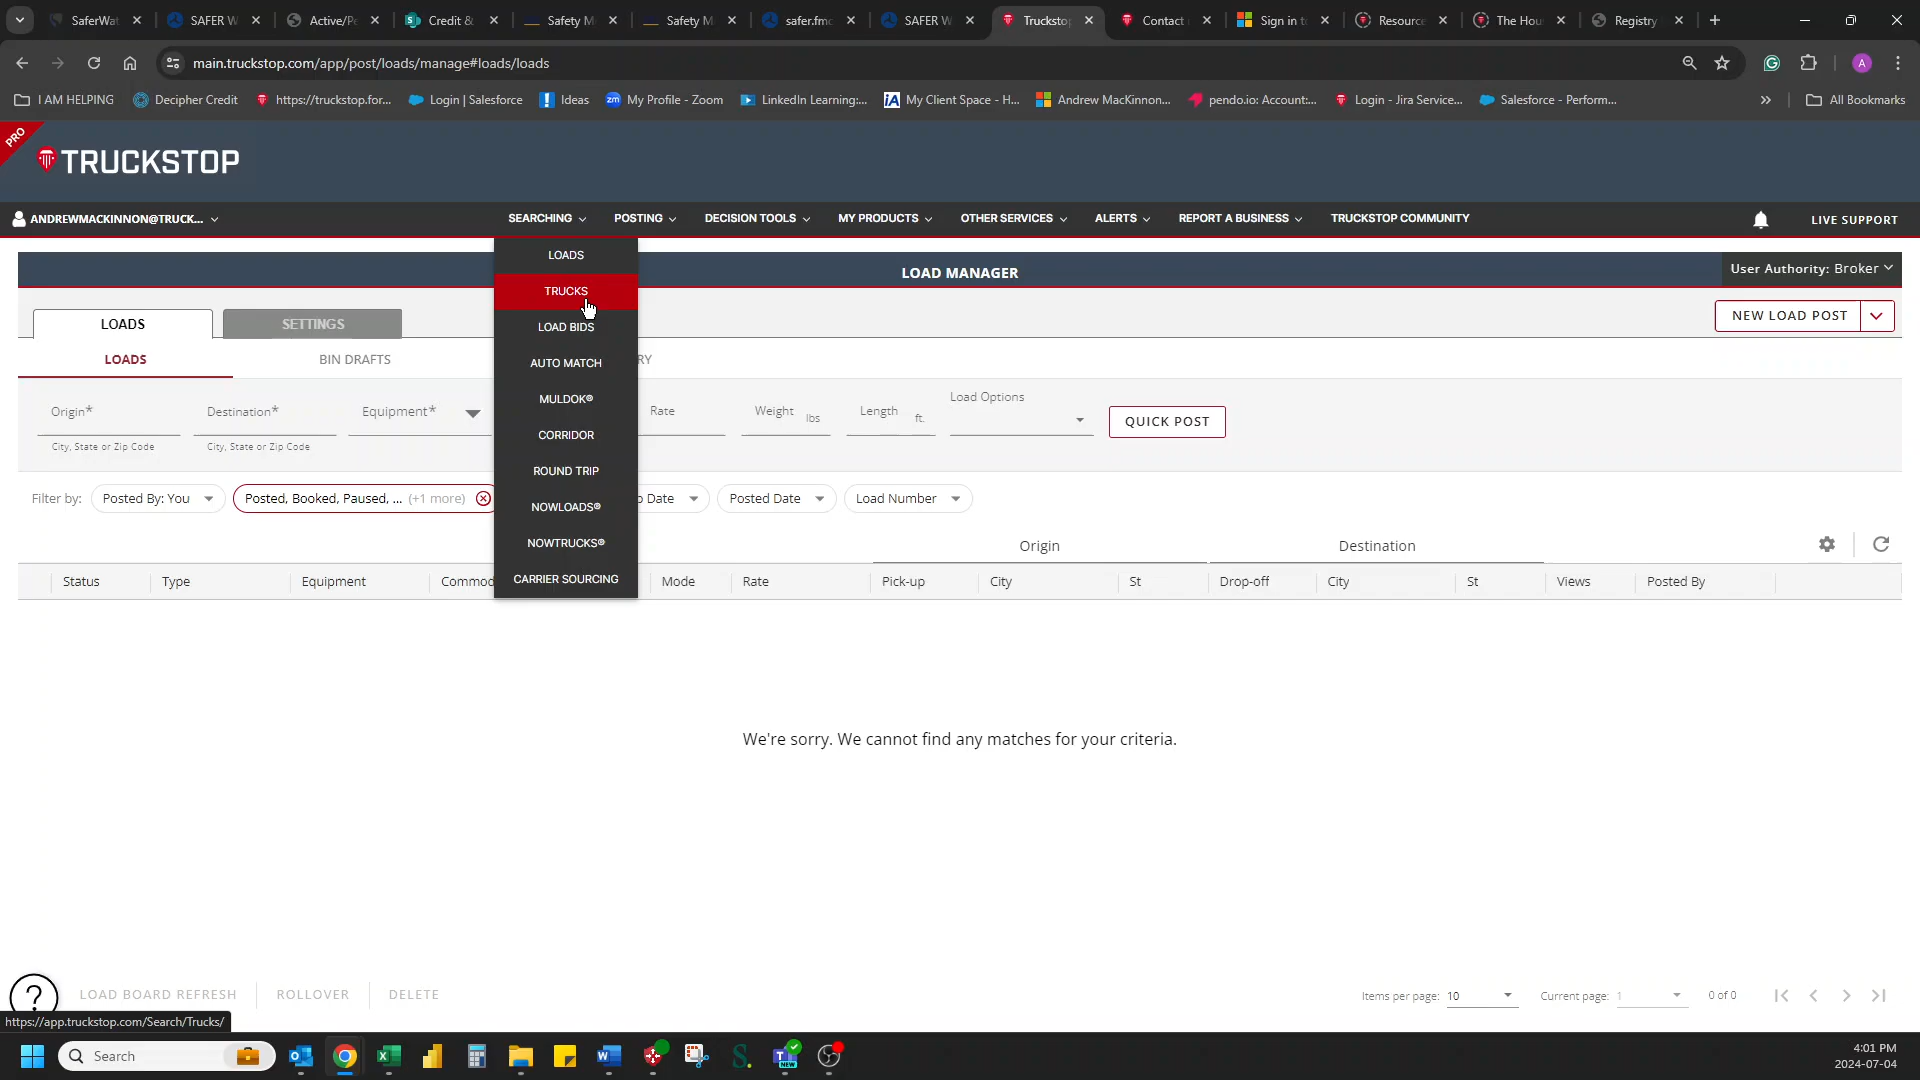 SaferWat
SAFER W
Active/Pe
Credit &
Safety M
Safety M
safer.fmc
SAFER W
Truckstop
Contact
Sign in to
Resource
The Hou
Registry
main.truckstop.com/app/post/loads/manage#loads/loads
A
I AM HELPING
Decipher Credit
https://truckstop.for...
Login | Salesforce
Ideas
My Profile - Zoom
LinkedIn Learning:...
My Client Space - H...
Andrew MacKinnon...
pendo.io: Account:...
Login - Jira Service...
Salesforce - Perform...
All Bookmarks
PRO
TRUCKSTOP
ANDREWMACKINNON@TRUCK...
SEARCHING
POSTING
DECISION TOOLS
MY PRODUCTS
OTHER SERVICES
ALERTS
REPORT A BUSINESS
TRUCKSTOP COMMUNITY
LIVE SUPPORT
LOADS
TRUCKS
LOAD BIDS
AUTO MATCH
MULDOK®
CORRIDOR
ROUND TRIP
NOWLOADS®
NOWTRUCKS®
CARRIER SOURCING
LOAD MANAGER
User Authority: Broker
LOADS
SETTINGS
NEW LOAD POST
LOADS
BIN DRAFTS
RY
Origin*
City, State or Zip Code
Destination*
City, State or Zip Code
Equipment*
Rate
Weight
lbs
Length
ft.
Load Options
QUICK POST
Filter by:
Posted By: You
Posted, Booked, Paused, ... (+1 more)
Date
Posted Date
Load Number
Origin
Destination
Status
Type
Equipment
Commod
Mode
Rate
Pick-up
City
St
Drop-off
City
St
Views
Posted By
We're sorry. We cannot find any matches for your criteria.
?
LOAD BOARD REFRESH
ROLLOVER
DELETE
Items per page: 10
Current page: 1
0 of 0
https://app.truckstop.com/Search/Trucks/
Search
4:01 PM
2024-07-04